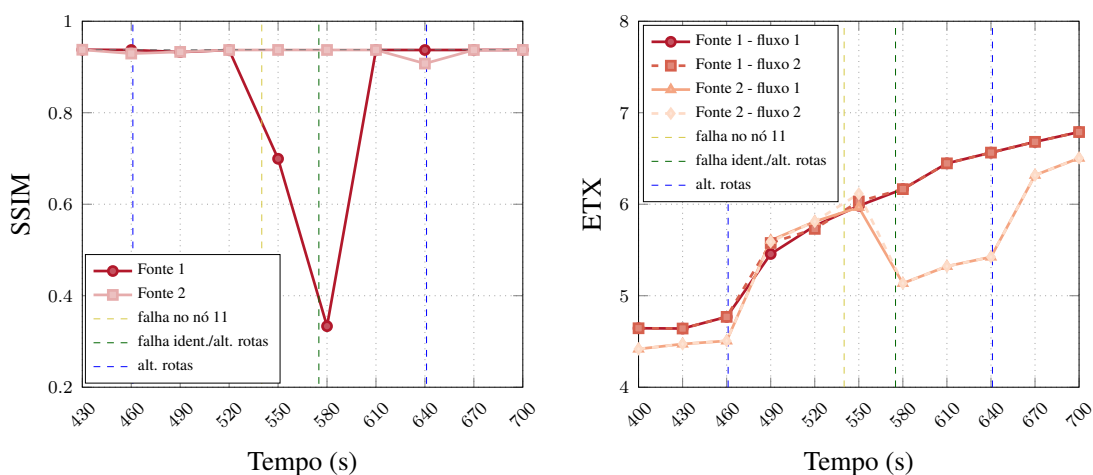 1
0.8
0.6
0.4
0.2
SSIM
Fonte 1
Fonte 2
falha no nó 11
falha ident./alt. rotas
alt. rotas
430
460
490
520
550
580
610
640
670
700
Tempo (s)
8
7
6
5
4
ETX
Fonte 1 - fluxo 1
Fonte 1 - fluxo 2
Fonte 2 - fluxo 1
Fonte 2 - fluxo 2
falha no nó 11
falha ident./alt. rotas
alt. rotas
400
430
460
490
520
550
580
610
640
670
700
Tempo (s)